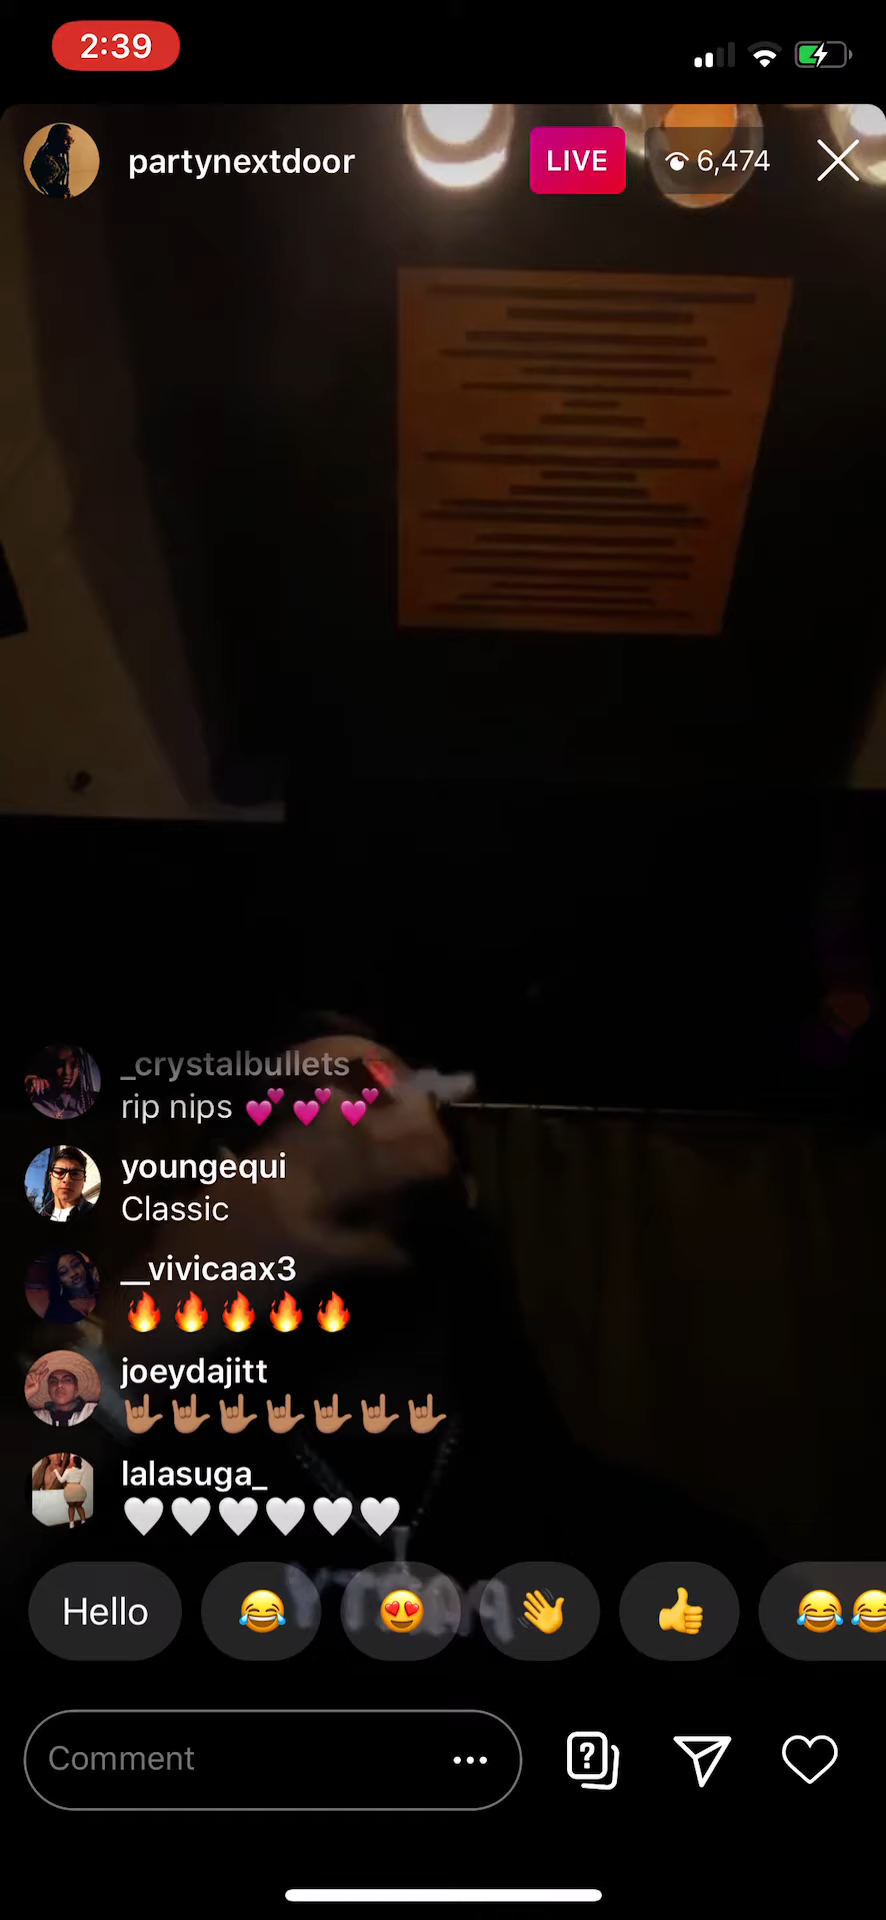 2:39
partynextdoor LIVE 6,474
_crystalbullets
rip nips 💕 💕 💕
youngequi
Classic
__vivicaax3
🔥 🔥 🔥 🔥 🔥
joeydajitt
🤟🏽🤟🏽🤟🏽🤟🏽🤟🏽🤟🏽🤟🏽
lalasuga_
🤍🤍🤍🤍🤍🤍
Hello 😂 😍 👋 👍 😂😂
Comment